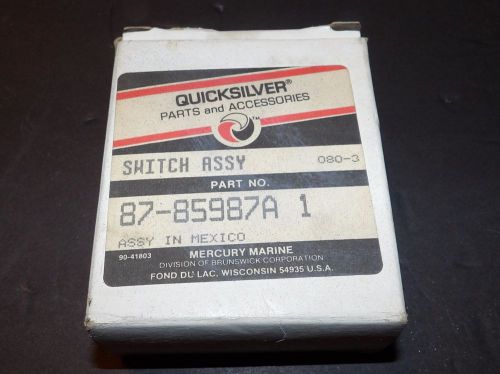 QUICKSILVER®
PARTS and ACCESSORIES
TM
SWITCH ASSY 080-3
PART NO.
87-85987A 1
ASSY IN MEXICO
90-41803 MERCURY MARINE
DIVISION OF BRUNSWICK CORPORATION
FOND DU LAC, WISCONSIN 54935 U.S.A.